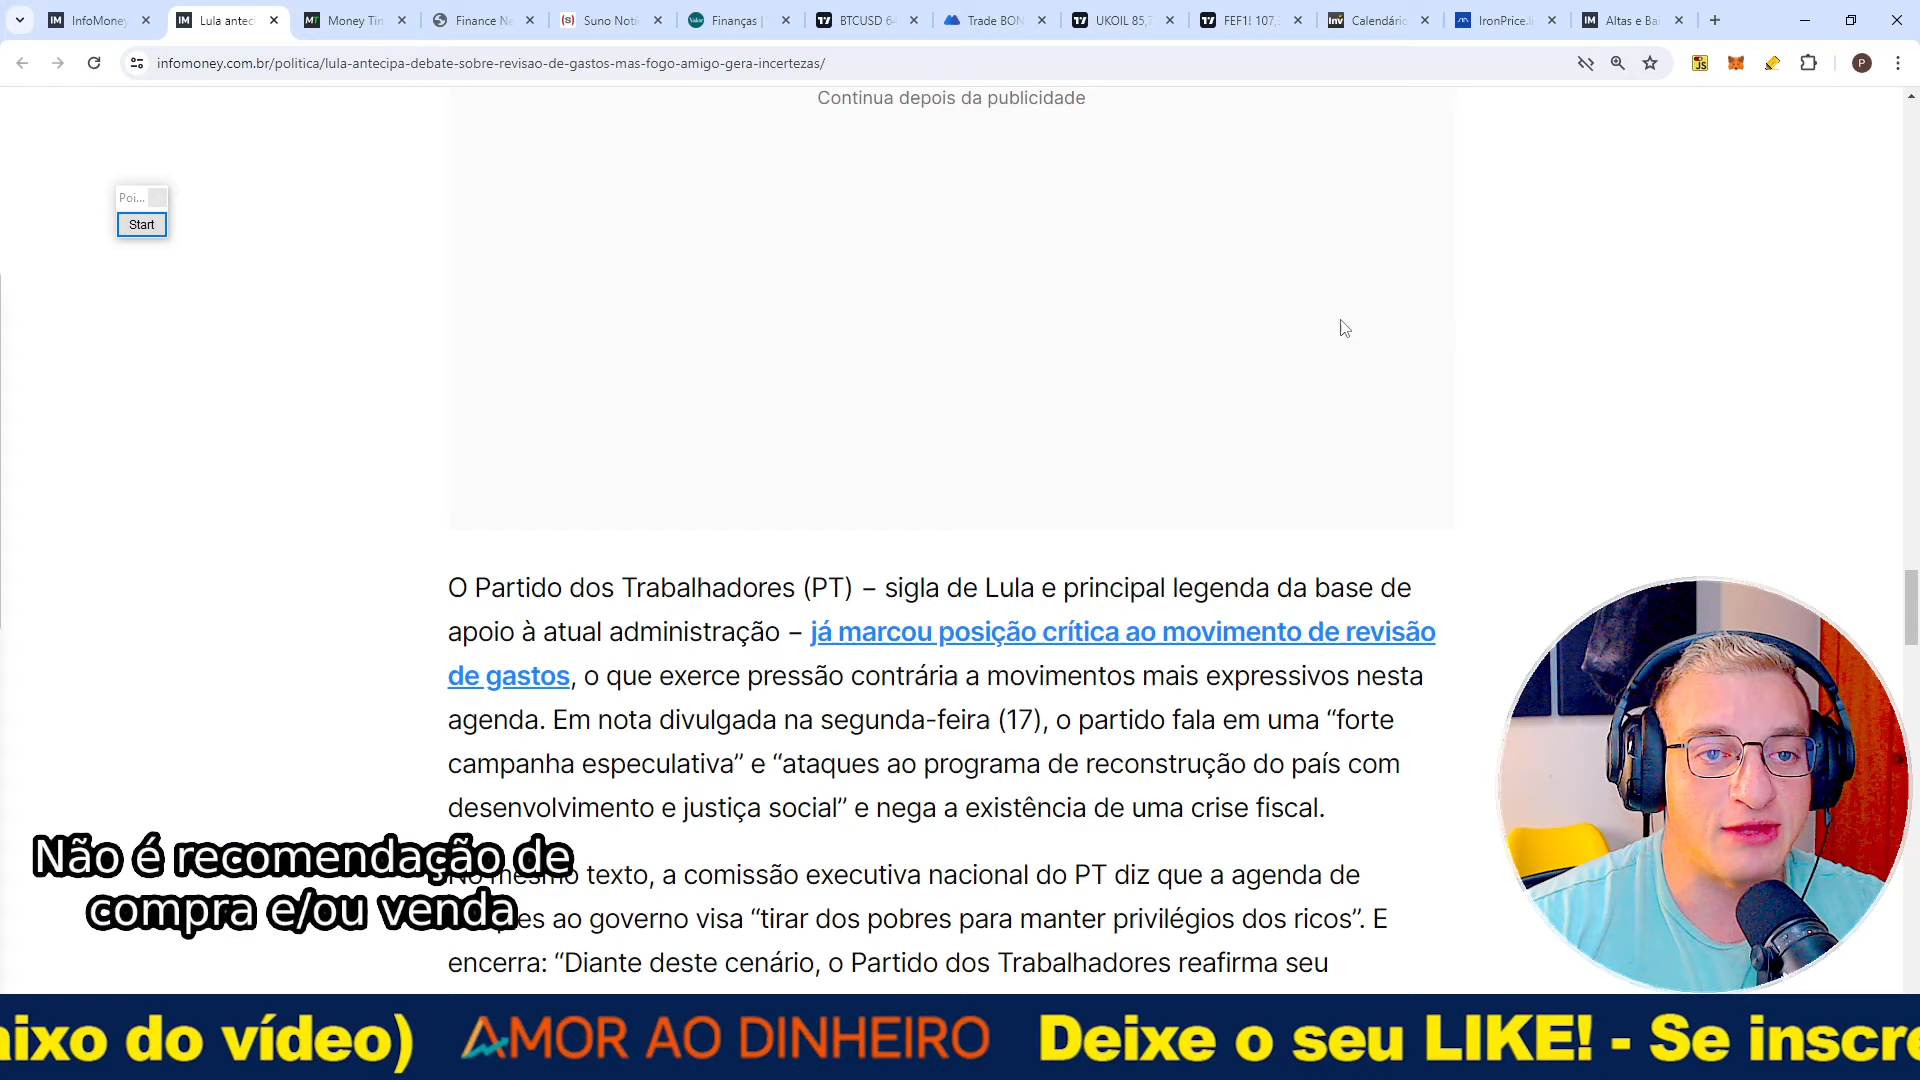 InfoMoney
Lula antec
Money Tin
Finance Ne
Suno Notí
Finanças |
BTCUSD 6
Trade BON
UKOIL 85,
FEF1! 107,
Calendário
IronPrice.
Altas e Bai
infomoney.com.br/politica/lula-antecipa-debate-sobre-revisao-de-gastos-mas-fogo-amigo-gera-incertezas/
Continua depois da publicidade
Poi...
Start
O Partido dos Trabalhadores (PT) – sigla de Lula e principal legenda da base de
apoio à atual administração – já marcou posição crítica ao movimento de revisão
de gastos, o que exerce pressão contrária a movimentos mais expressivos nesta
agenda. Em nota divulgada na segunda-feira (17), o partido fala em uma “forte
campanha especulativa” e “ataques ao programa de reconstrução do país com
desenvolvimento e justiça social” e nega a existência de uma crise fiscal.
No mesmo texto, a comissão executiva nacional do PT diz que a agenda de
es ao governo visa “tirar dos pobres para manter privilégios dos ricos”. E
encerra: “Diante deste cenário, o Partido dos Trabalhadores reafirma seu
Não é recomendação de
compra e/ou venda
aixo do vídeo) AMOR AO DINHEIRO Deixe o seu LIKE! - Se inscre